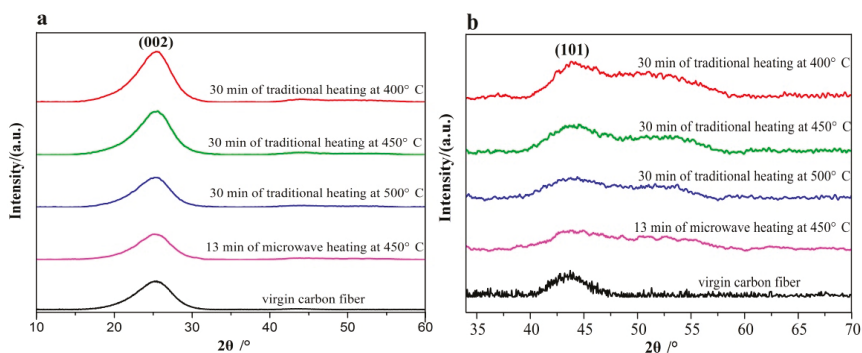 a
(002)
30 min of traditional heating at 400° C
30 min of traditional heating at 450° C
30 min of traditional heating at 500° C
13 min of microwave heating at 450° C
virgin carbon fiber
Intensity/(a.u.)
10 20 30 40 50 60
2θ /°
b
(101)
30 min of traditional heating at 400° C
30 min of traditional heating at 450° C
30 min of traditional heating at 500° C
13 min of microwave heating at 450° C
virgin carbon fiber
Intensity/(a.u.)
35 40 45 50 55 60 65 70
2θ /°